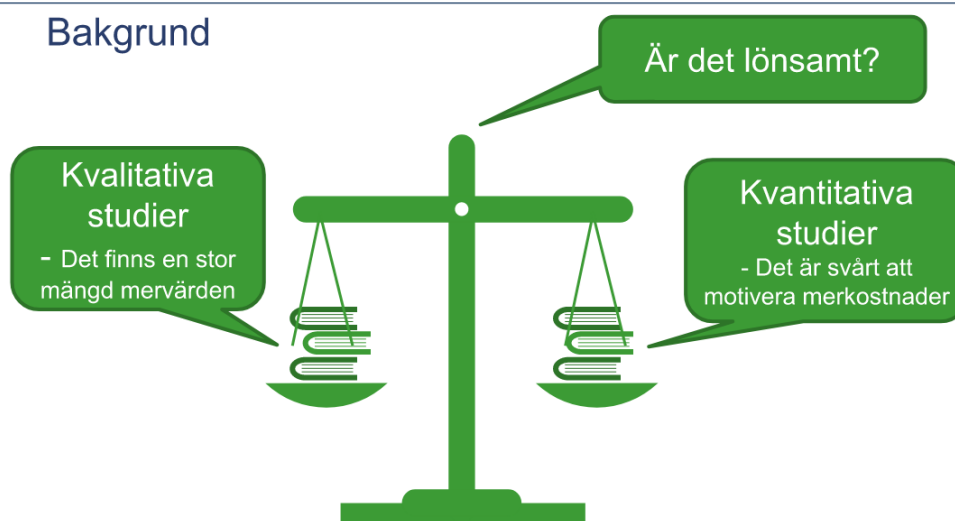 Bakgrund
Är det lönsamt?
Kvalitativa
studier
- Det finns en stor
mängd mervärden
Kvantitativa
studier
- Det är svårt att
motivera merkostnader